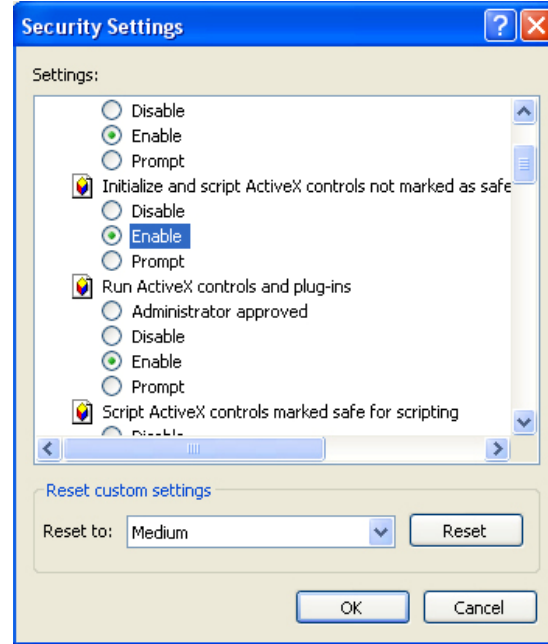 Security Settings
Settings:
Disable
Enable
Prompt
Initialize and script ActiveX controls not marked as safe
Disable
Enable
Prompt
Run ActiveX controls and plug-ins
Administrator approved
Disable
Enable
Prompt
Script ActiveX controls marked safe for scripting
Disable
Reset custom settings
Reset to: Medium Reset
OK Cancel